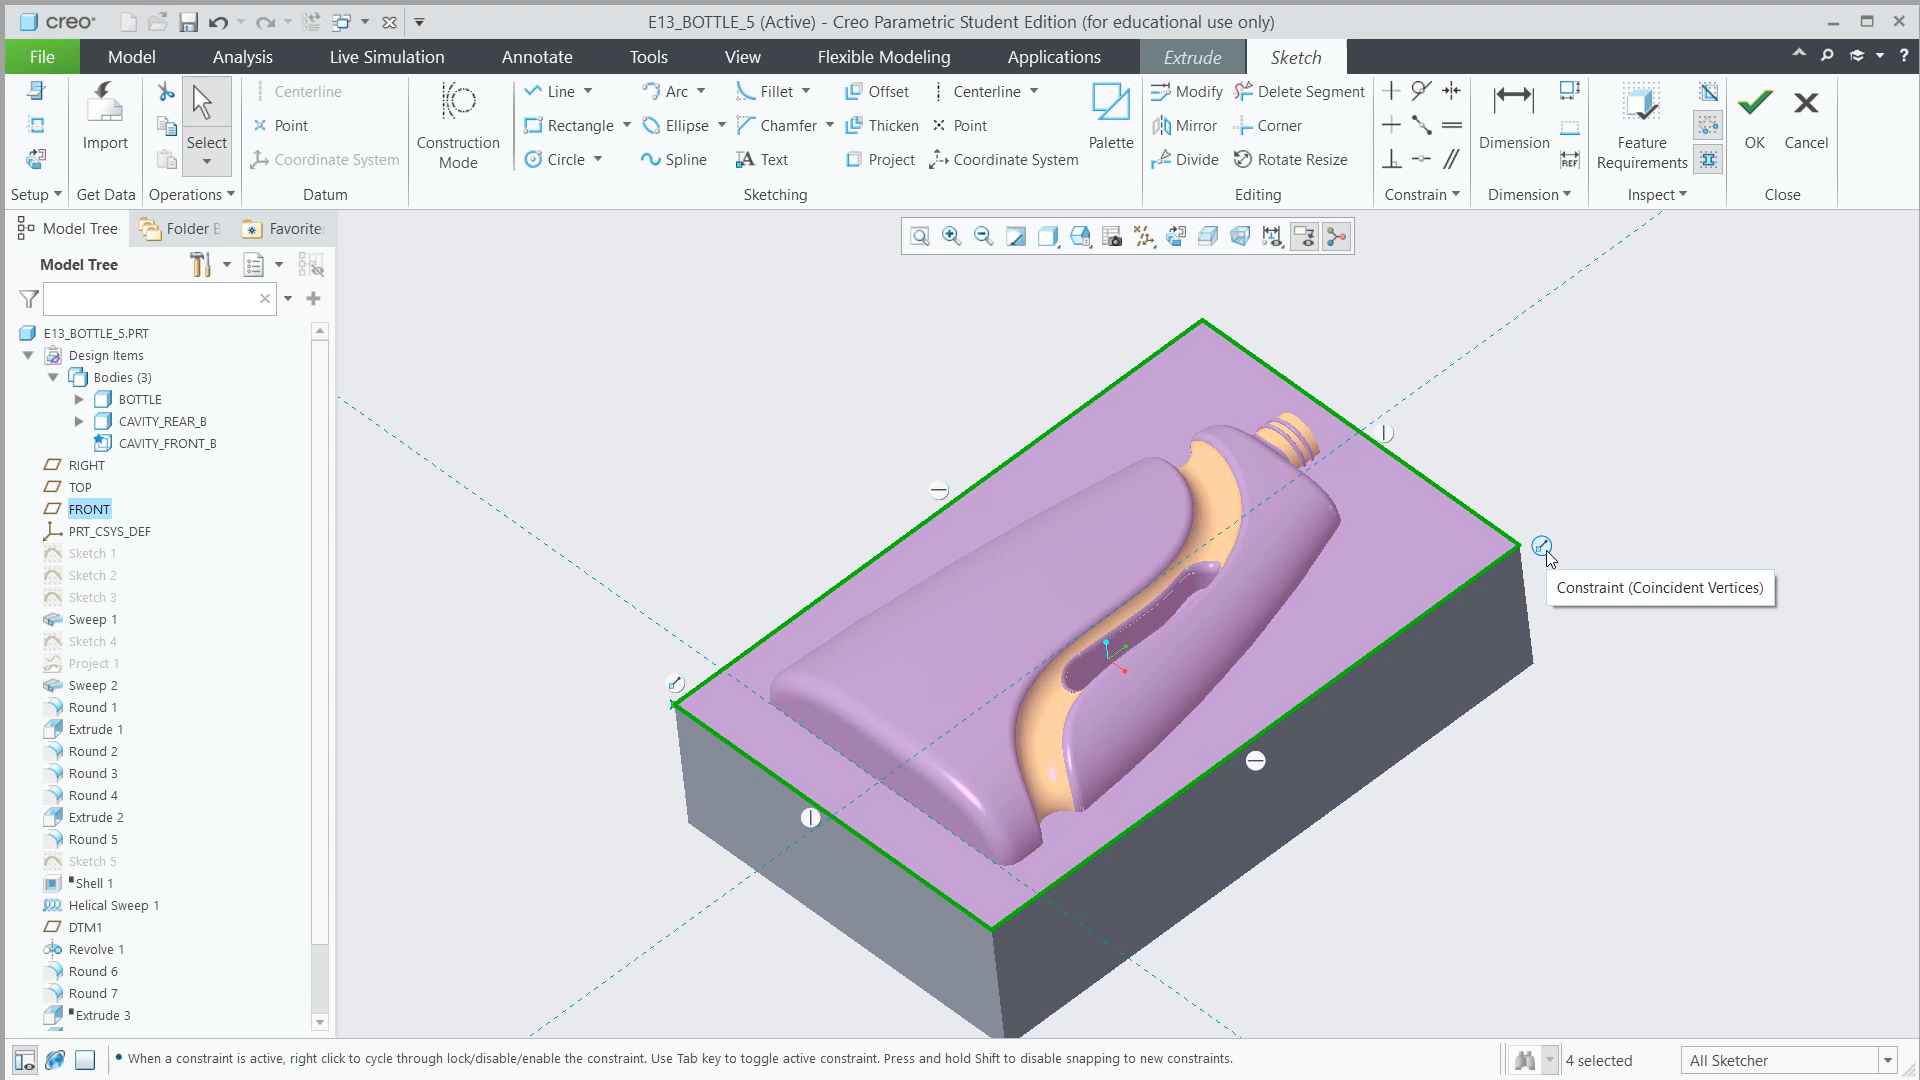 creo
E13_BOTTLE_5 (Active) - Creo Parametric Student Edition (for educational use only)
File Model Analysis Live Simulation Annotate Tools View Flexible Modeling Applications Extrude Sketch
Import
Select
Centerline
Point
Coordinate System
Construction
Mode
Line Arc Fillet Offset Centerline
Rectangle Ellipse Chamfer Thicken Point
Circle Spline Text Project Coordinate System
Palette
Modify Delete Segment
Mirror Corner
Divide Rotate Resize
Dimension
REF
Feature
Requirements
OK
Cancel
Setup Get Data Operations Datum Sketching Editing Constrain Dimension Inspect Close
Model Tree Folder B Favorite
Model Tree
E13_BOTTLE_5.PRT
Design Items
Bodies (3)
BOTTLE
CAVITY_REAR_B
CAVITY_FRONT_B
RIGHT
TOP
FRONT
PRT_CSYS_DEF
Sketch 1
Sketch 2
Sketch 3
Sweep 1
Sketch 4
Project 1
Sweep 2
Round 1
Extrude 1
Round 2
Round 3
Round 4
Extrude 2
Round 5
Sketch 5
Shell 1
Helical Sweep 1
DTM1
Revolve 1
Round 6
Round 7
Extrude 3
Constraint (Coincident Vertices)
• When a constraint is active, right click to cycle through lock/disable/enable the constraint. Use Tab key to toggle active constraint. Press and hold Shift to disable snapping to new constraints.
4 selected
All Sketcher